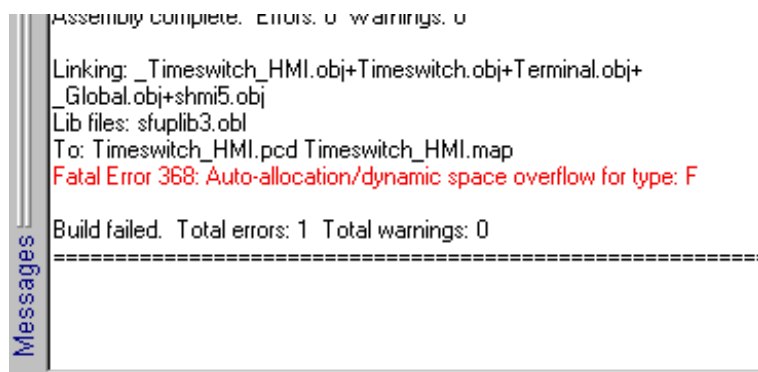 Assembly complete. Errors: 0 Warnings: 0
Linking: _Timeswitch_HMI.obj+Timeswitch.obj+Terminal.obj+
_Global.obj+shmi5.obj
Lib files: sfuplib3.obl
To: Timeswitch_HMI.pcd Timeswitch_HMI.map
Fatal Error 368: Auto-allocation/dynamic space overflow for type: F
Build failed. Total errors: 1 Total warnings: 0
=========================================================
Messages